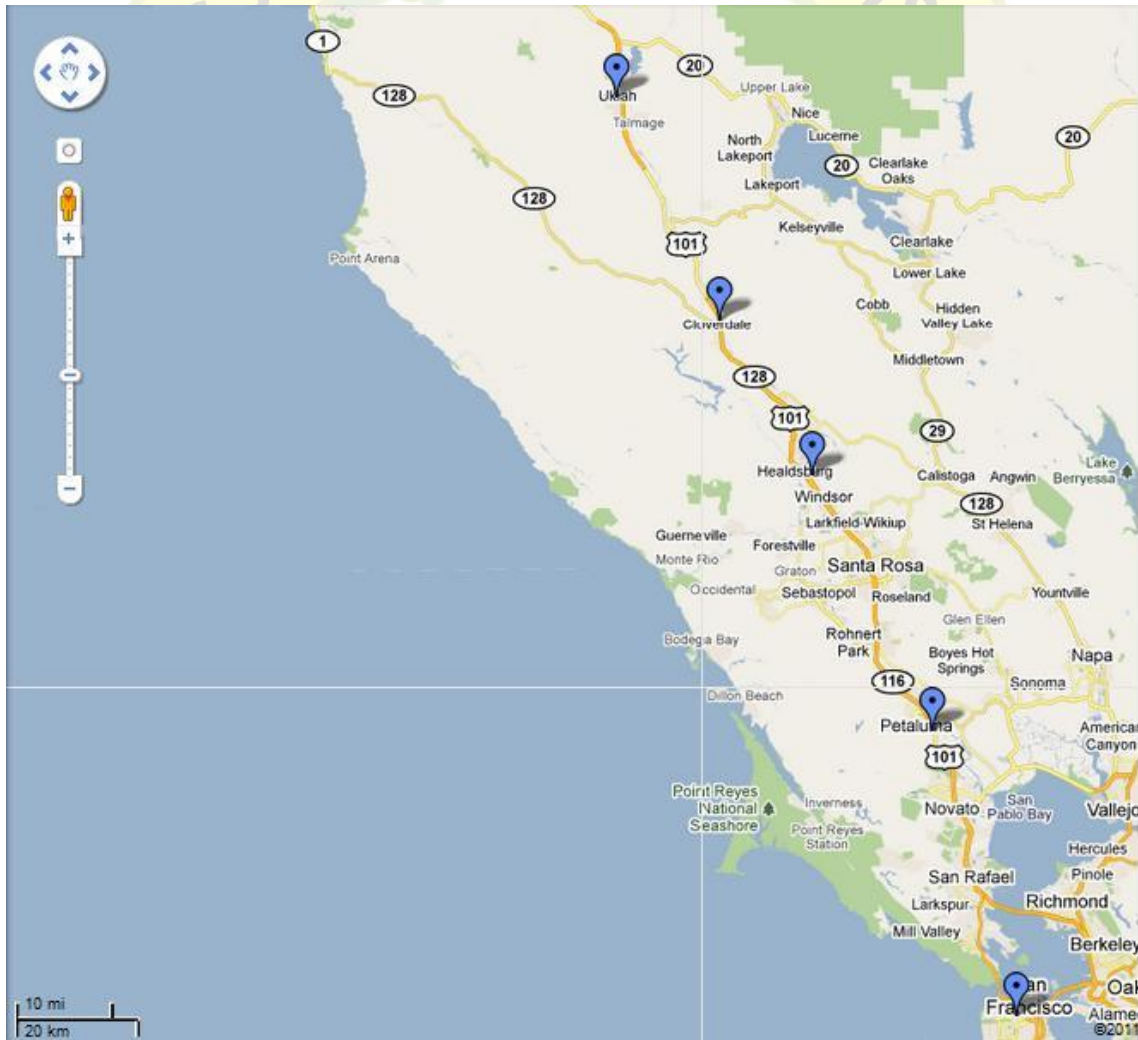 1
128
20
Ukiah
Talmage
Upper Lake
Nice
Lucerne
North
Lakeport
20
20
Clearlake
Oaks
Lakeport
128
Kelseyville
101
Clearlake
Point Arena
Lower Lake
Cobb
Hidden
Valley Lake
Cloverdale
Middletown
128
101
29
Healdsburg
Calistoga
Angwin
Lake
Berryessa
Windsor
128
Larkfield-Wikiup
St Helena
Guerneville
Forestville
Monte Rio
Graton
Santa Rosa
Occidental
Sebastopol
Roseland
Yountville
Glen Ellen
Bodega Bay
Rohnert
Park
Boyes Hot
Springs
Napa
116
Sonoma
Dillon Beach
Petaluma
American
Canyon
101
Point Reyes
National
Seashore
Inverness
Novato
San
Pablo Bay
Vallejo
Point Reyes
Station
Hercules
San Rafael
Pinole
Larkspur
Richmond
Mill Valley
Berkeley
San
Francisco
Oak
Alame
10 mi
20 km
©2011